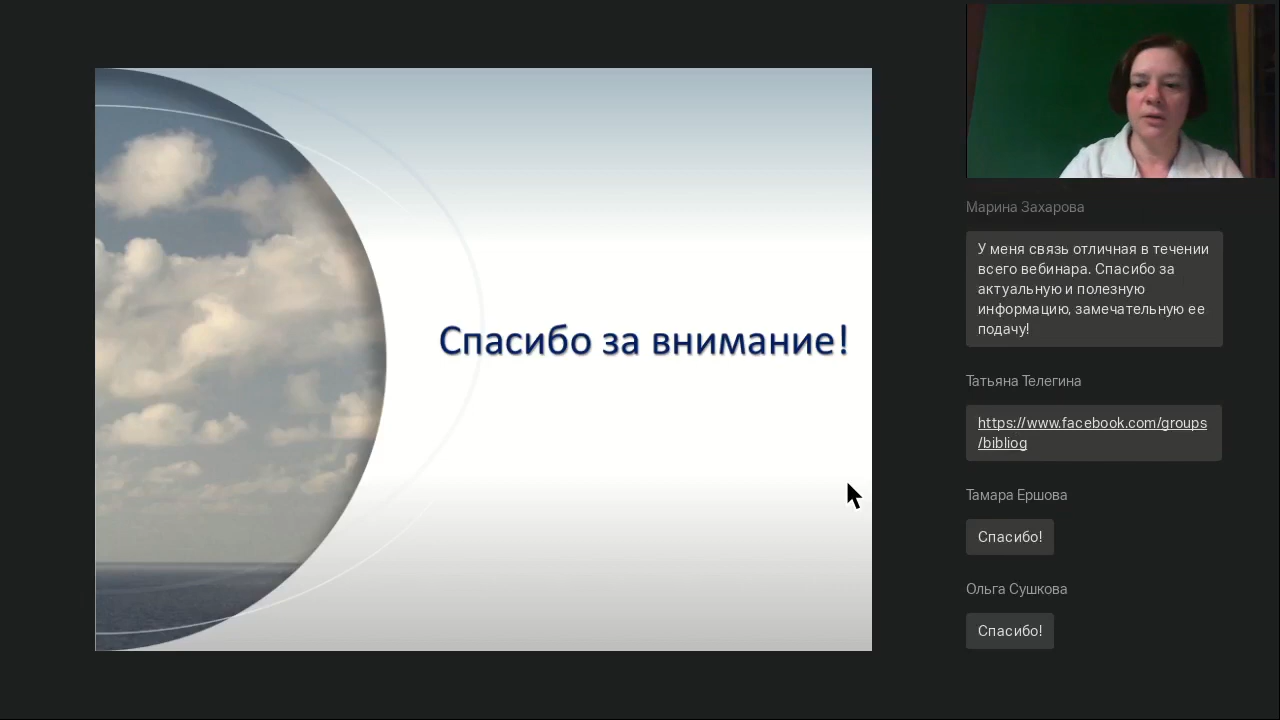 Спасибо за внимание!
Марина Захарова
У меня связь отличная в течении
всего вебинара. Спасибо за
актуальную и полезную
информацию, замечательную ее
подачу!
Татьяна Телегина
https://www.facebook.com/groups
/bibliog
Тамара Ершова
Спасибо!
Ольга Сушкова
Спасибо!